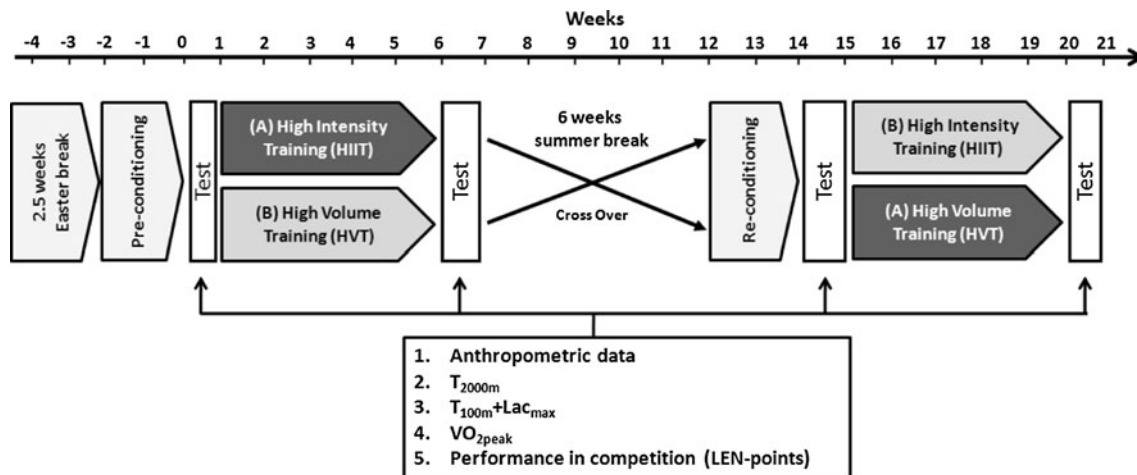 Weeks
-4 -3 -2 -1 0 1 2 3 4 5 6 7 8 9 10 11 12 13 14 15 16 17 18 19 20 21
2.5 weeks
Easter break
Pre-conditioning
Test
(A) High Intensity
Training (HIIT)
(B) High Volume
Training (HVT)
Test
6 weeks
summer break
Cross Over
Re-conditioning
Test
(B) High Intensity
Training (HIIT)
(A) High Volume
Training (HVT)
Test
1. Anthropometric data
2. T2000m
3. T100m+Lacmax
4. VO2peak
5. Performance in competition (LEN-points)